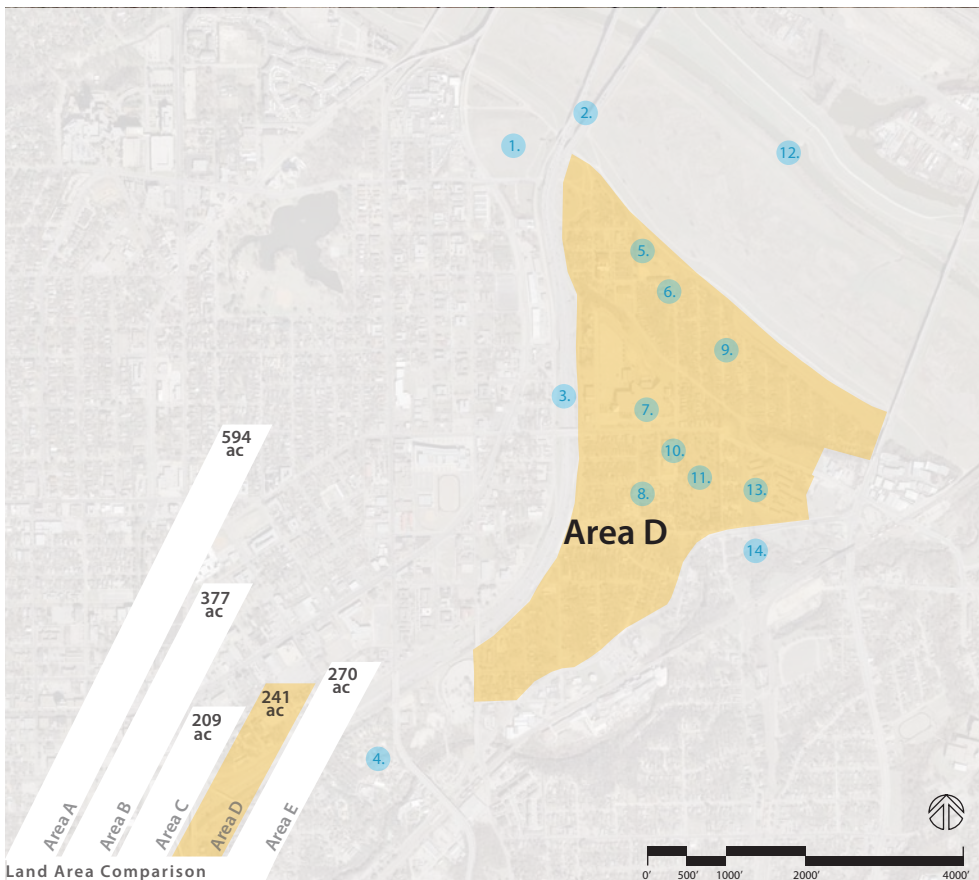 1.
2.
12.
5.
6.
9.
3.
7.
10.
11.
13.
8.
Area D
14.
4.
594
ac
377
ac
209
ac
241
ac
270
ac
Area A
Area B
Area C
Area D
Area E
Land Area Comparison
0' 500' 1000' 2000' 4000'